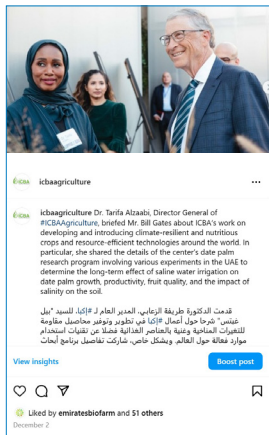 icbaagriculture
icbaagriculture Dr. Tarifa Alzaabi, Director General of
#ICBAAgriculture, briefed Mr. Bill Gates about ICBA's work on
developing and introducing climate-resilient and nutritious
crops and resource-efficient technologies around the world. In
particular, she shared the details of the center's date palm
research program involving various experiments in the UAE to
determine the long-term effect of saline water irrigation on
date palm growth, productivity, fruit quality, and the impact of
salinity on the soil.
قدمت الدكتورة طريفة الزعابي، المدير العام لـ #إكبا، للسيد "بيل
غيتس" شرحا حول أعمال #إكبا في تطوير وتوفير محاصيل مقاومة
للتغيرات المناخية وغنية بالعناصر الغذائية فضلا عن تقنيات استخدام
موارد فعالة حول العالم. وبشكل خاص، شاركت تفاصيل برنامج أبحاث
View insights
Boost post
Liked by emiratesbiofarm and 51 others
December 2